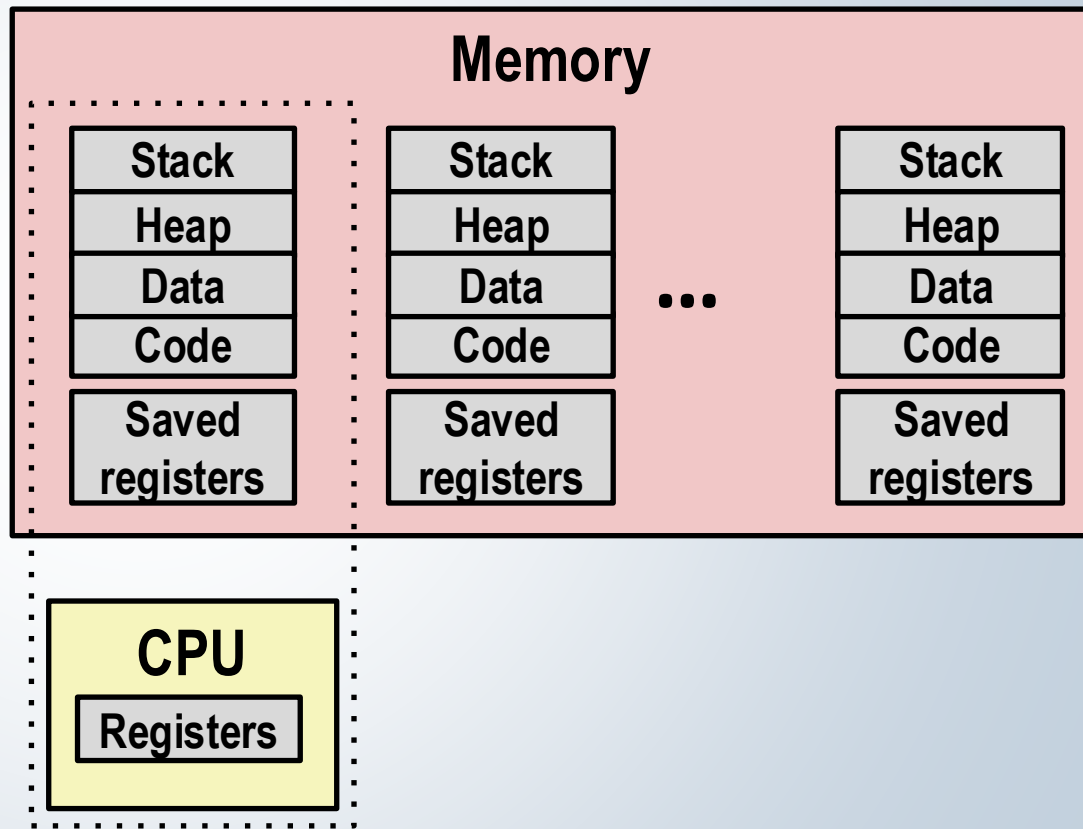 Memory
Stack
Heap
Data
Code
Saved
registers
Stack
Heap
Data
Code
Saved
registers
...
Stack
Heap
Data
Code
Saved
registers
CPU
Registers